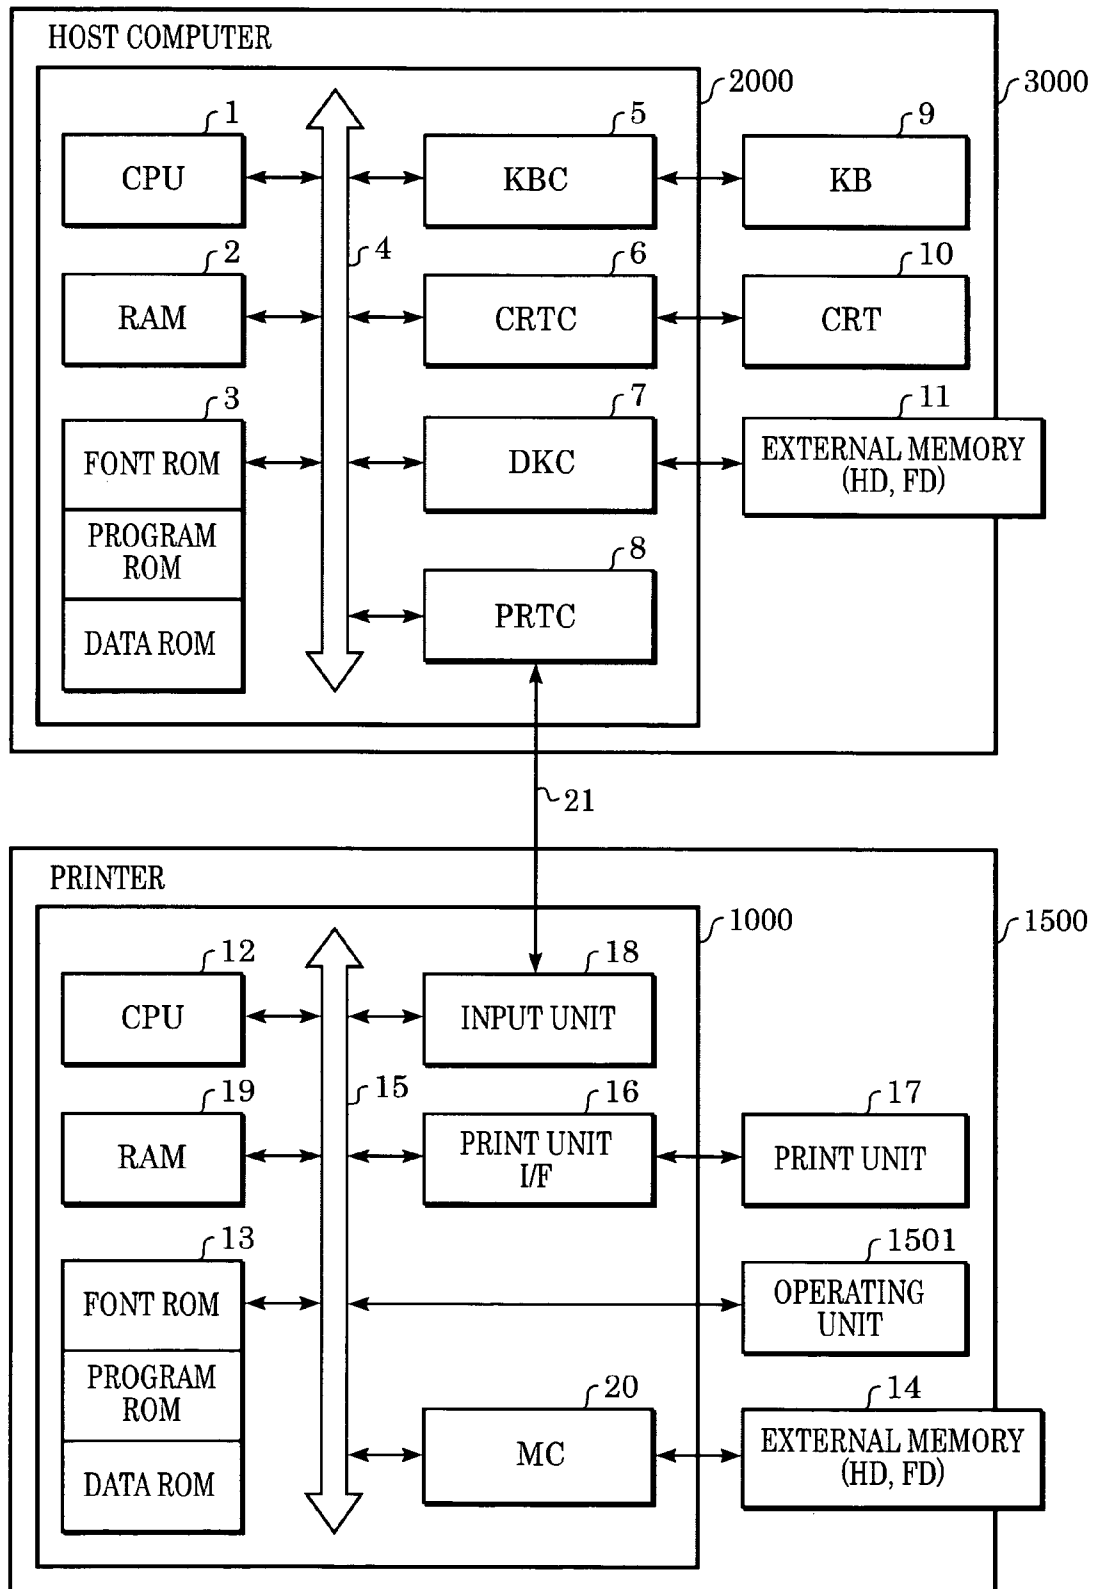 HOST COMPUTER
2000
3000
1
CPU
5
KBC
9
KB
2
RAM
4
6
CRTC
10
CRT
3
FONT ROM
PROGRAM
ROM
DATA ROM
7
DKC
11
EXTERNAL MEMORY
(HD, FD)
8
PRTC
21
PRINTER
1000
1500
12
CPU
18
INPUT UNIT
19
RAM
15
16
PRINT UNIT
I/F
17
PRINT UNIT
13
FONT ROM
PROGRAM
ROM
DATA ROM
1501
OPERATING
UNIT
20
MC
14
EXTERNAL MEMORY
(HD, FD)